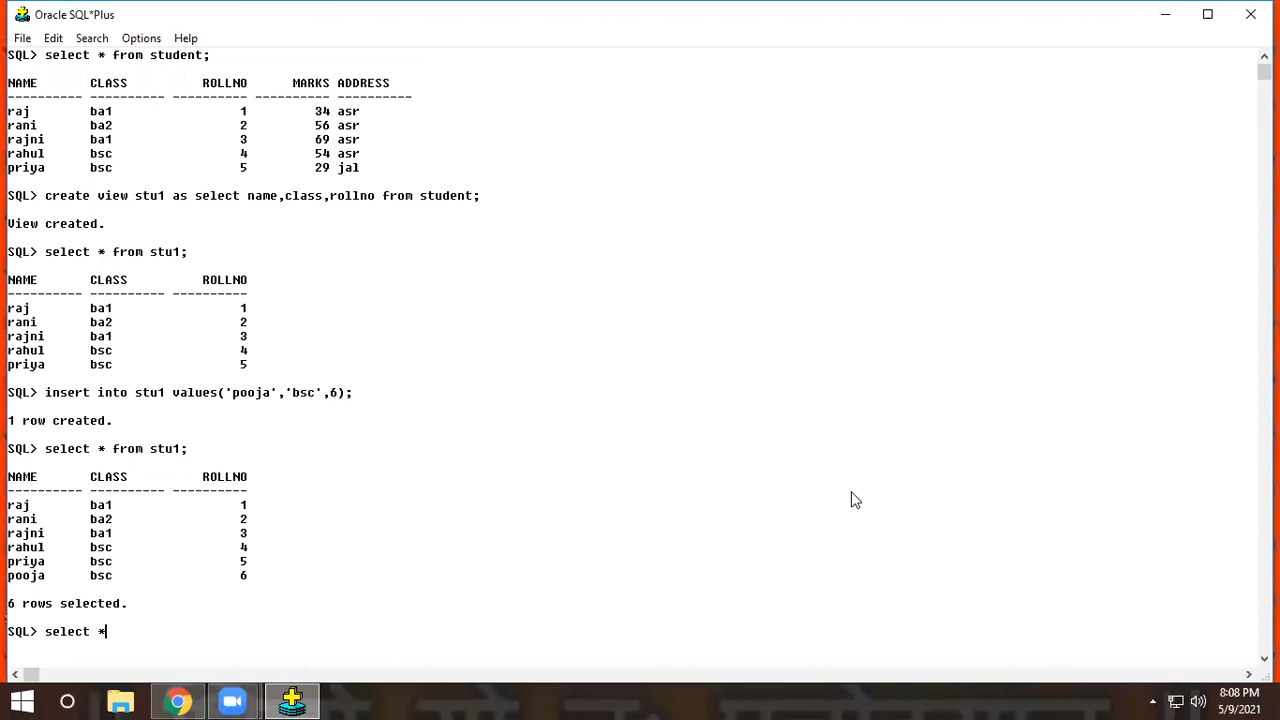 Oracle SQL*Plus
File Edit Search Options Help
SQL> select * from student;
NAME       CLASS          ROLLNO      MARKS ADDRESS
---------- ---------- ---------- ---------- ----------
raj        ba1                 1         34 asr
rani       ba2                 2         56 asr
rajni      ba1                 3         69 asr
rahul      bsc                 4         54 asr
priya      bsc                 5         29 jal
SQL> create view stu1 as select name,class,rollno from student;
View created.
SQL> select * from stu1;
NAME       CLASS          ROLLNO
---------- ---------- ----------
raj        ba1                 1
rani       ba2                 2
rajni      ba1                 3
rahul      bsc                 4
priya      bsc                 5
SQL> insert into stu1 values('pooja','bsc',6);
1 row created.
SQL> select * from stu1;
NAME       CLASS          ROLLNO
---------- ---------- ----------
raj        ba1                 1
rani       ba2                 2
rajni      ba1                 3
rahul      bsc                 4
priya      bsc                 5
pooja      bsc                 6
6 rows selected.
SQL> select *
8:08 PM
5/9/2021